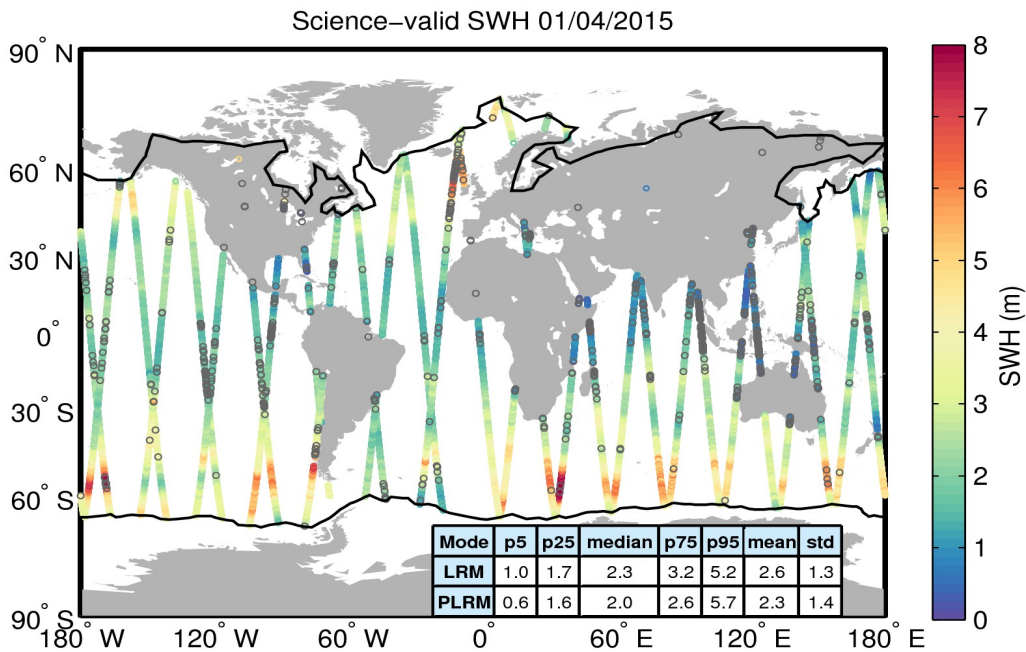 Science−valid SWH 01/04/2015
90° N
60° N
30° N
0°
30° S
60° S
90° S
180° W
120° W
60° W
0°
60° E
120° E
180° E
8
7
6
5
4
3
2
1
0
SWH (m)
Mode p5 p25 median p75 p95 mean std
LRM 1.0 1.7 2.3 3.2 5.2 2.6 1.3
PLRM 0.6 1.6 2.0 2.6 5.7 2.3 1.4